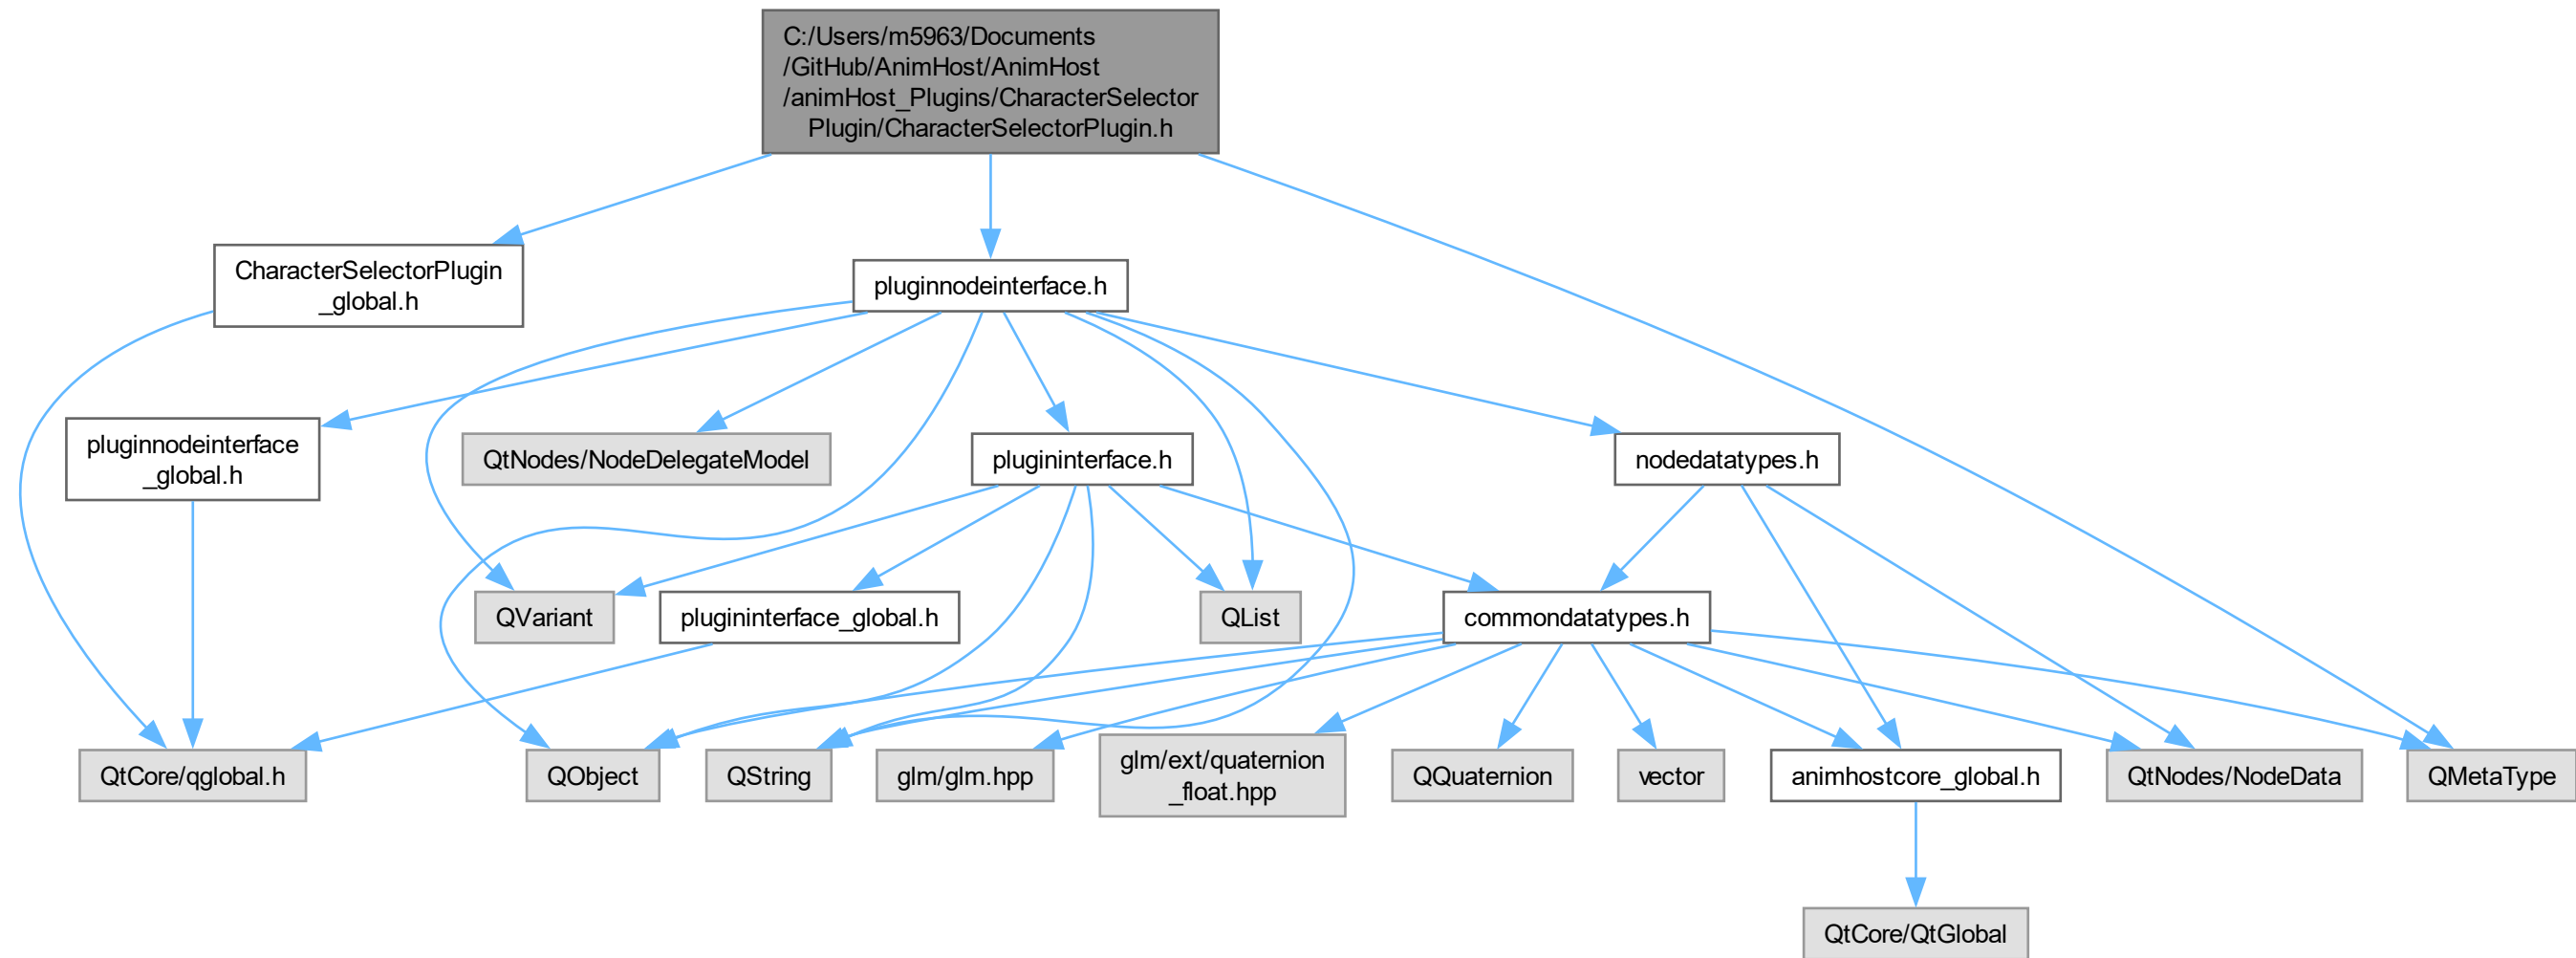 C:/Users/m5963/Documents
/GitHub/AnimHost/AnimHost
/animHost_Plugins/CharacterSelector
Plugin/CharacterSelectorPlugin.h
CharacterSelectorPlugin
_global.h
pluginnodeinterface.h
pluginnodeinterface
_global.h
QtNodes/NodeDelegateModel
plugininterface.h
nodedatatypes.h
QVariant
plugininterface_global.h
QList
commondatatypes.h
QtCore/qglobal.h
QObject
QString
glm/glm.hpp
glm/ext/quaternion
_float.hpp
QQuaternion
vector
animhostcore_global.h
QtNodes/NodeData
QMetaType
QtCore/QtGlobal